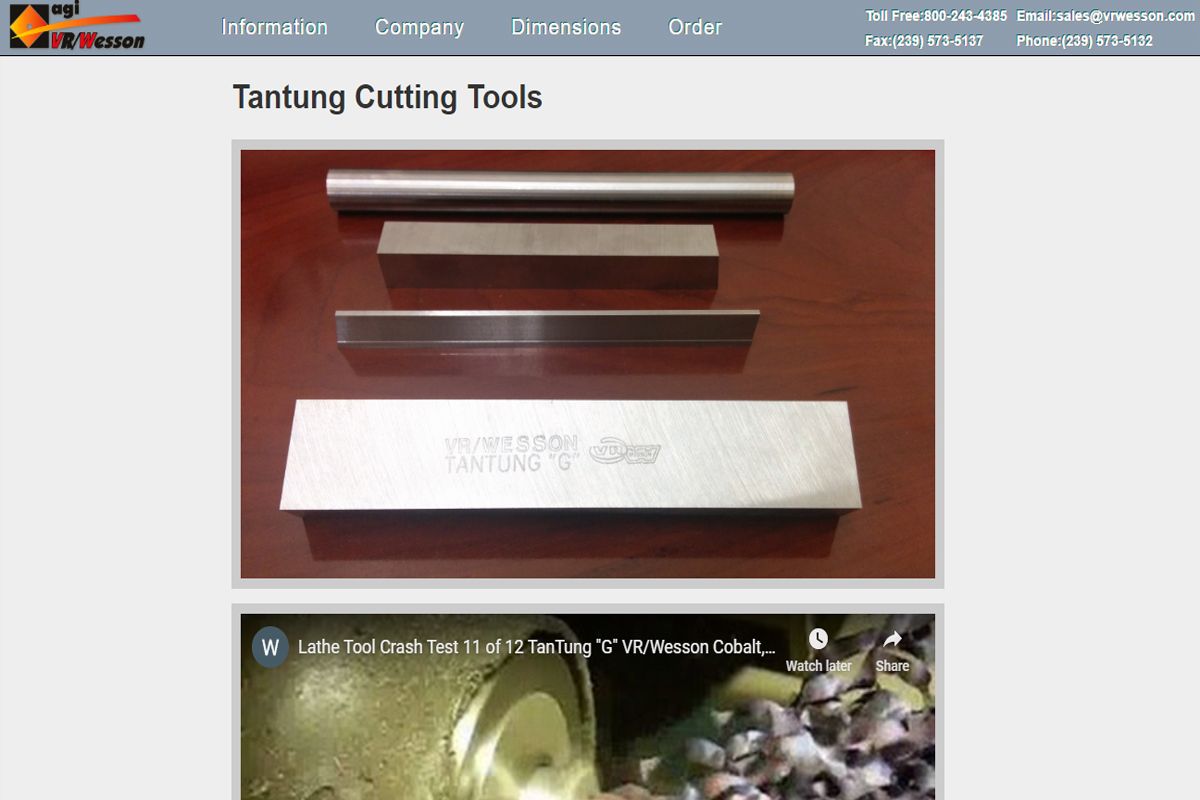 agi
VR/Wesson
Information
Company
Dimensions
Order
Toll Free:800-243-4385 Email:sales@vrwesson.com
Fax:(239) 573-5137 Phone:(239) 573-5132
Tantung Cutting Tools
VR/WESSON
TANTUNG "G"
VR
WESSON
W
Lathe Tool Crash Test 11 of 12 TanTung "G" VR/Wesson Cobalt,...
Watch later
Share